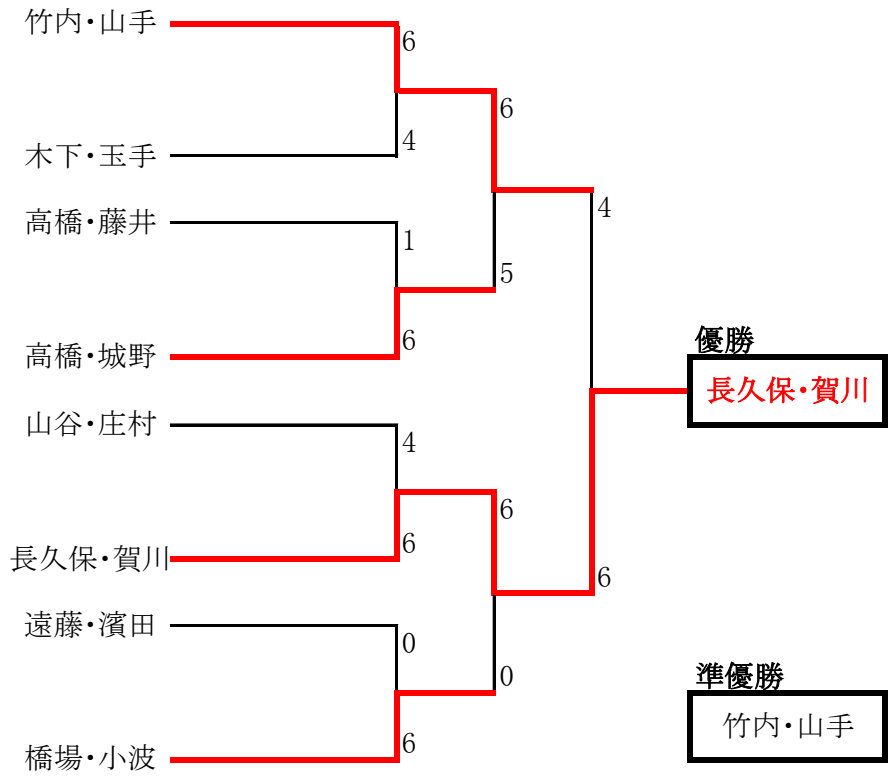 竹内・山手
6
6
4
木下・玉手
4
高橋・藤井
1
5
高橋・城野
6
優勝
長久保・賀川
山谷・庄村
4
6
長久保・賀川
6
6
遠藤・濱田
0
0
準優勝
竹内・山手
橋場・小波
6